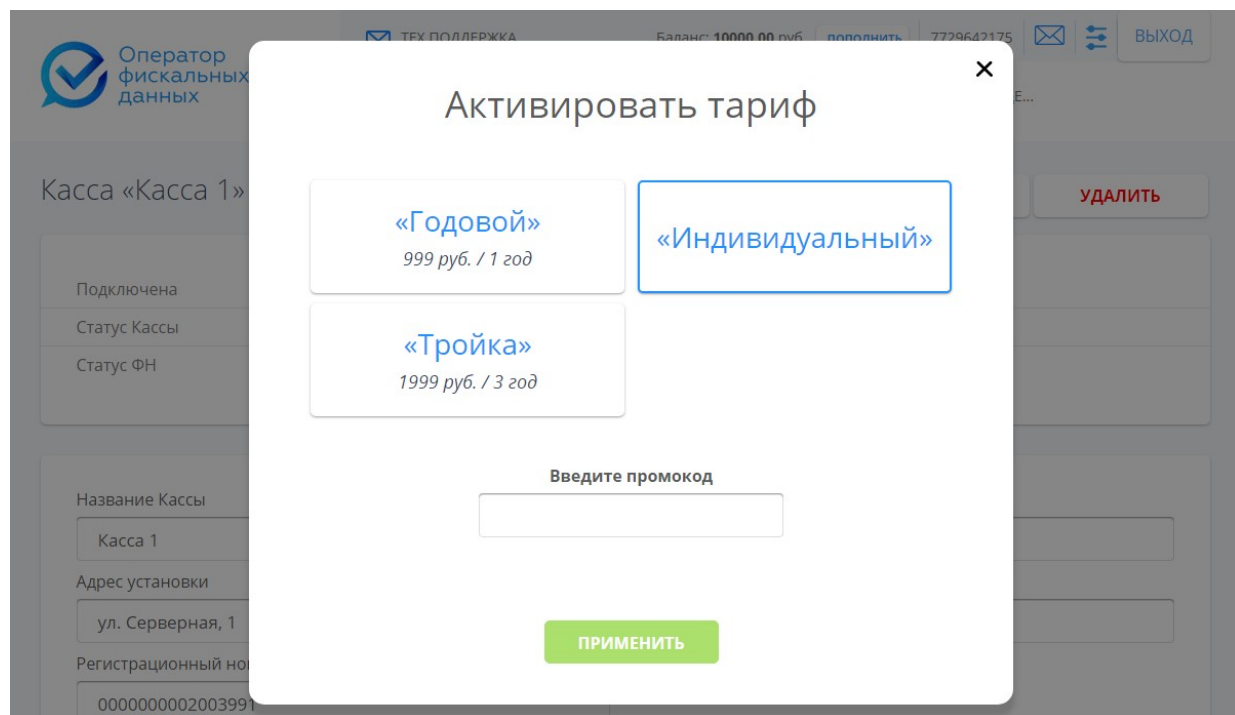 Оператор
фискальных
данных
ТЕХ ПОДДЕРЖКА
Баланс: 10000.00 руб
пополнить
7729642175
ВЫХОД
Е...
Касса «Касса 1»
УДАЛИТЬ
Подключена
Статус Кассы
Статус ФН
Название Кассы
Касса 1
Адрес установки
ул. Серверная, 1
Регистрационный
0000000002003991
Активировать тариф
«Годовой»
999 руб. / 1 год
«Индивидуальный»
«Тройка»
1999 руб. / 3 год
Введите промокод
ПРИМЕНИТЬ